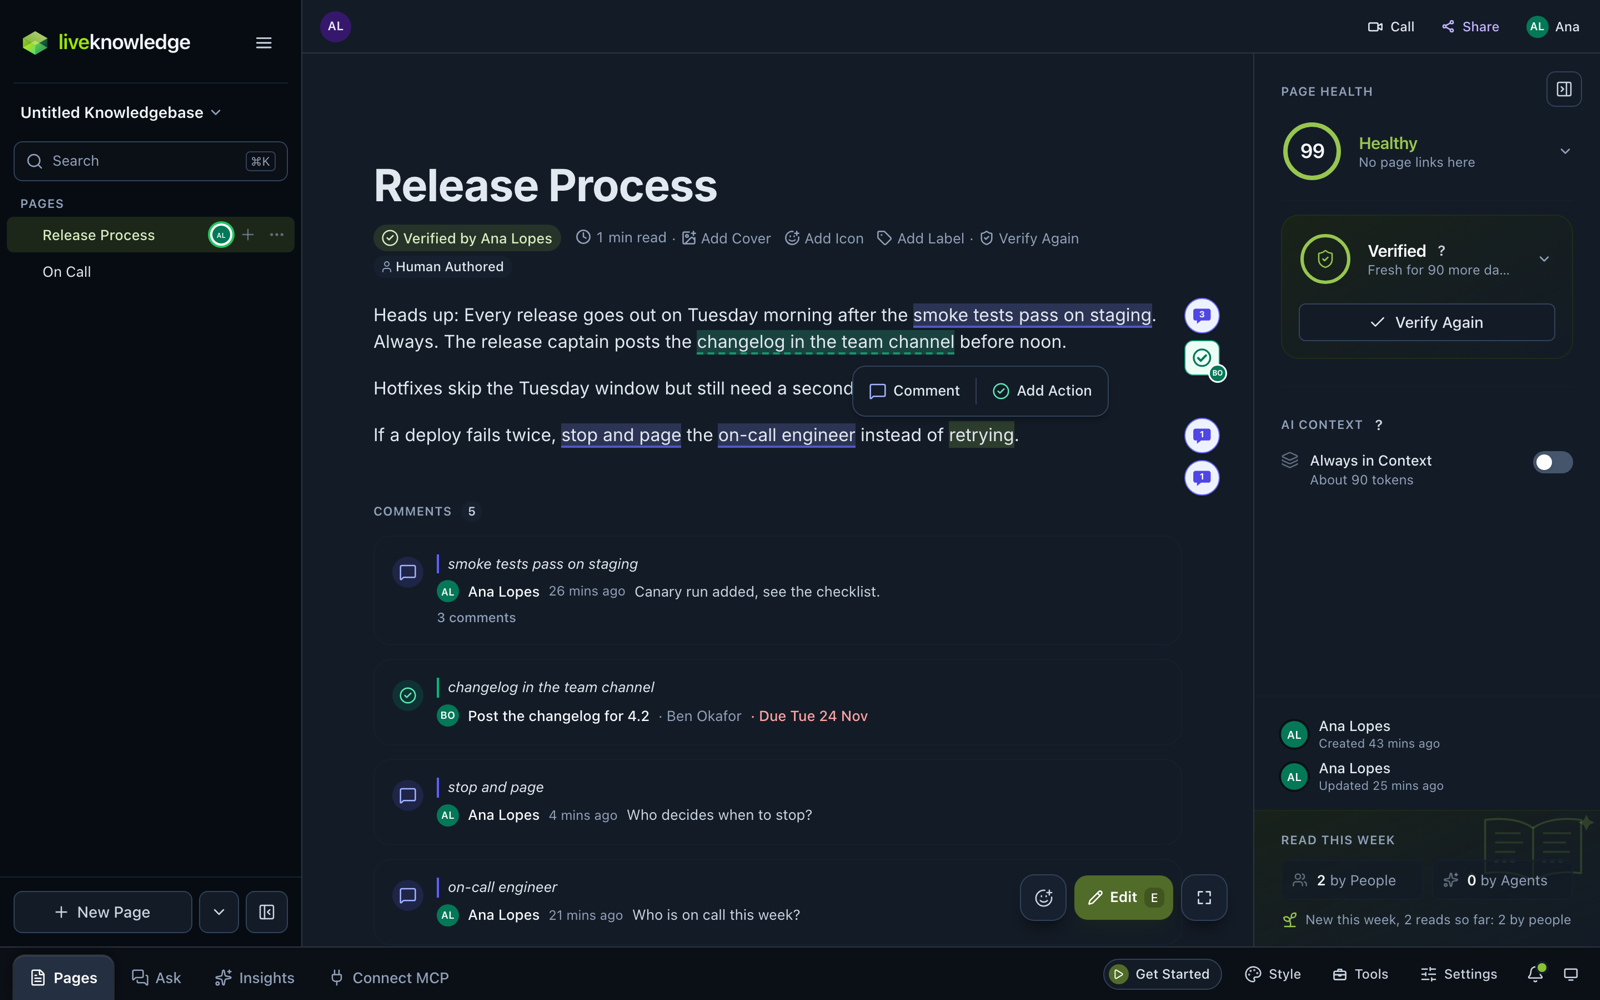 liveknowledge
Untitled Knowledgebase
Search ⌘K
PAGES
Release Process AL
On Call
New Page
AL
Call
Share
AL Ana
Release Process
Verified by Ana Lopes 1 min read · Add Cover Add Icon Add Label · Verify Again
Human Authored
Heads up: Every release goes out on Tuesday morning after the smoke tests pass on staging.
Always. The release captain posts the changelog in the team channel before noon.
Hotfixes skip the Tuesday window but still need a second
Comment
Add Action
If a deploy fails twice, stop and page the on-call engineer instead of retrying.
3
BO
1
1
COMMENTS 5
smoke tests pass on staging
AL Ana Lopes 26 mins ago Canary run added, see the checklist.
3 comments
changelog in the team channel
BO Post the changelog for 4.2 · Ben Okafor · Due Tue 24 Nov
stop and page
AL Ana Lopes 4 mins ago Who decides when to stop?
on-call engineer
AL Ana Lopes 21 mins ago Who is on call this week?
Edit E
PAGE HEALTH
99
Healthy
No page links here
Verified ?
Fresh for 90 more da...
Verify Again
AI CONTEXT ?
Always in Context
About 90 tokens
AL Ana Lopes
Created 43 mins ago
AL Ana Lopes
Updated 25 mins ago
READ THIS WEEK
2 by People
0 by Agents
New this week, 2 reads so far: 2 by people
Pages
Ask
Insights
Connect MCP
Get Started
Style
Tools
Settings